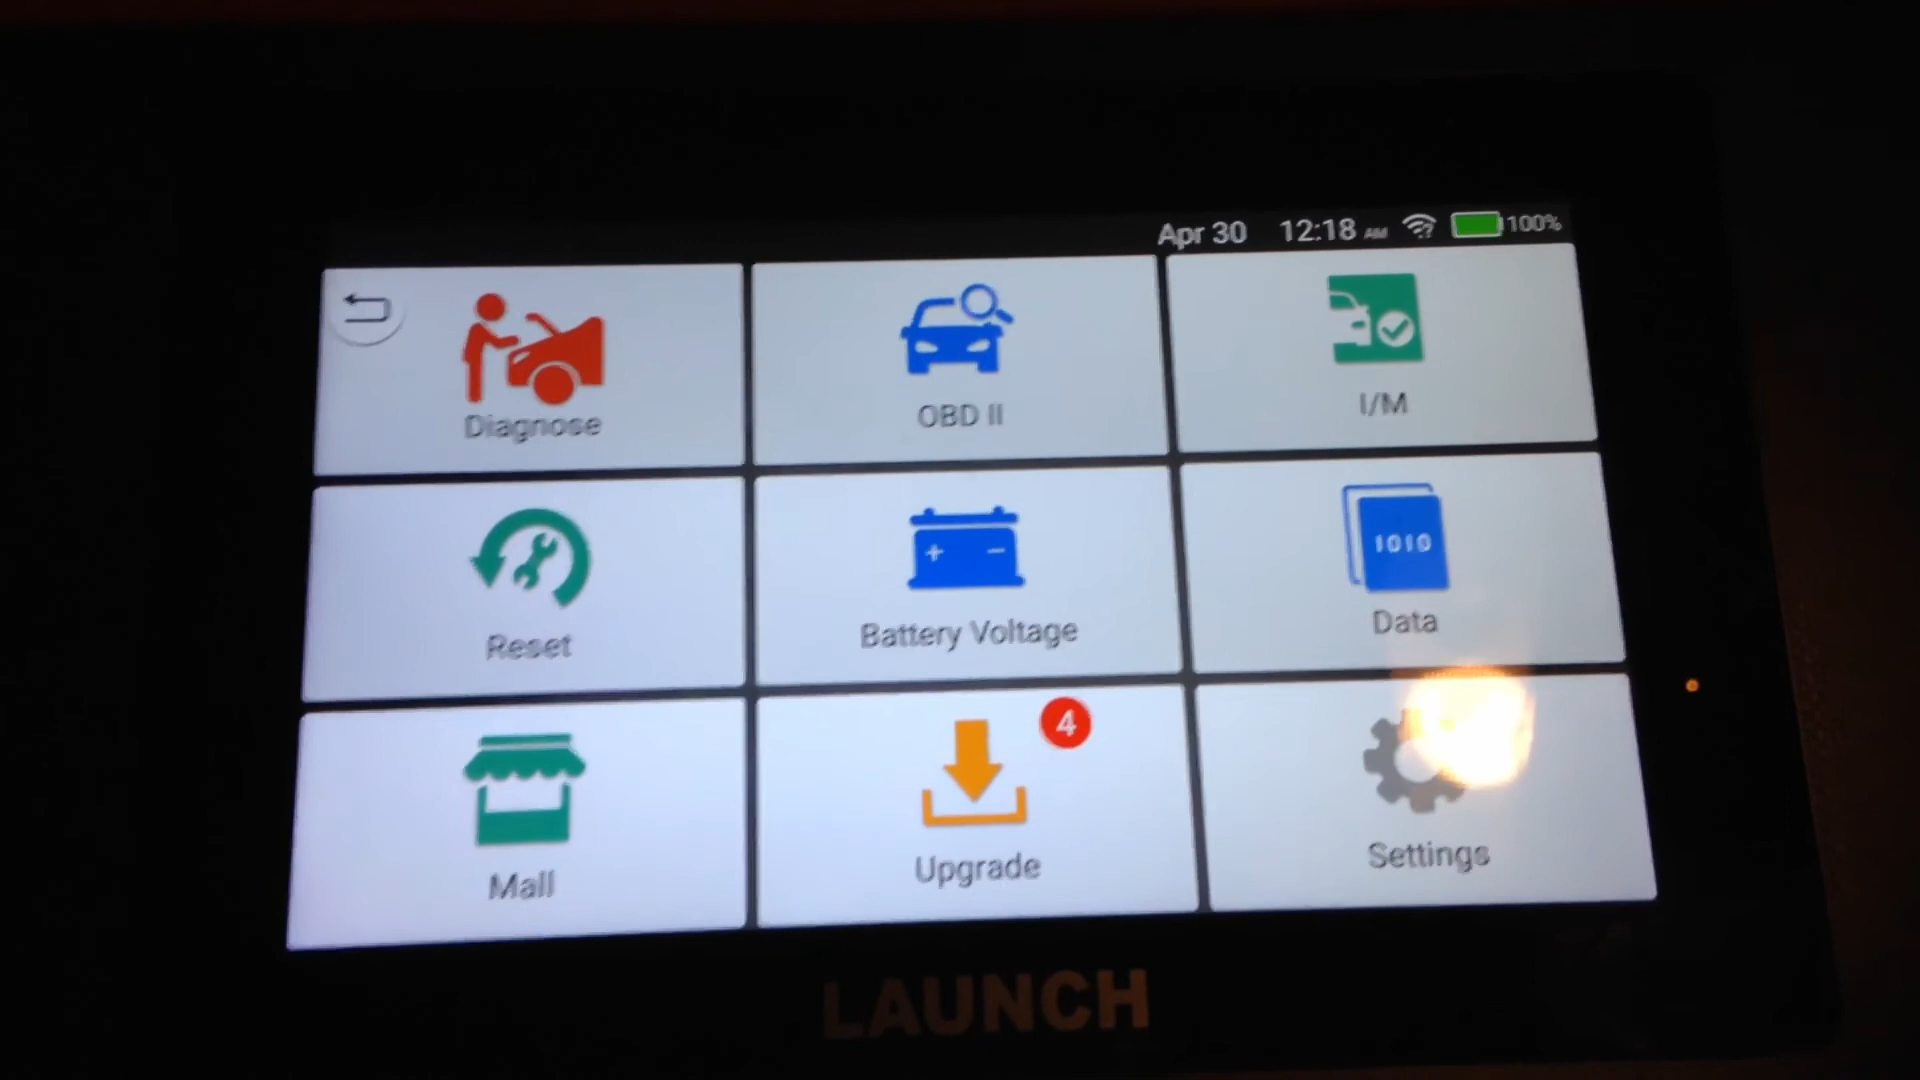 Apr 30 12:18 AM 100%
Diagnose
OBD II
I/M
Reset
+ -
Battery Voltage
1010
Data
Mall
4
Upgrade
Settings
LAUNCH